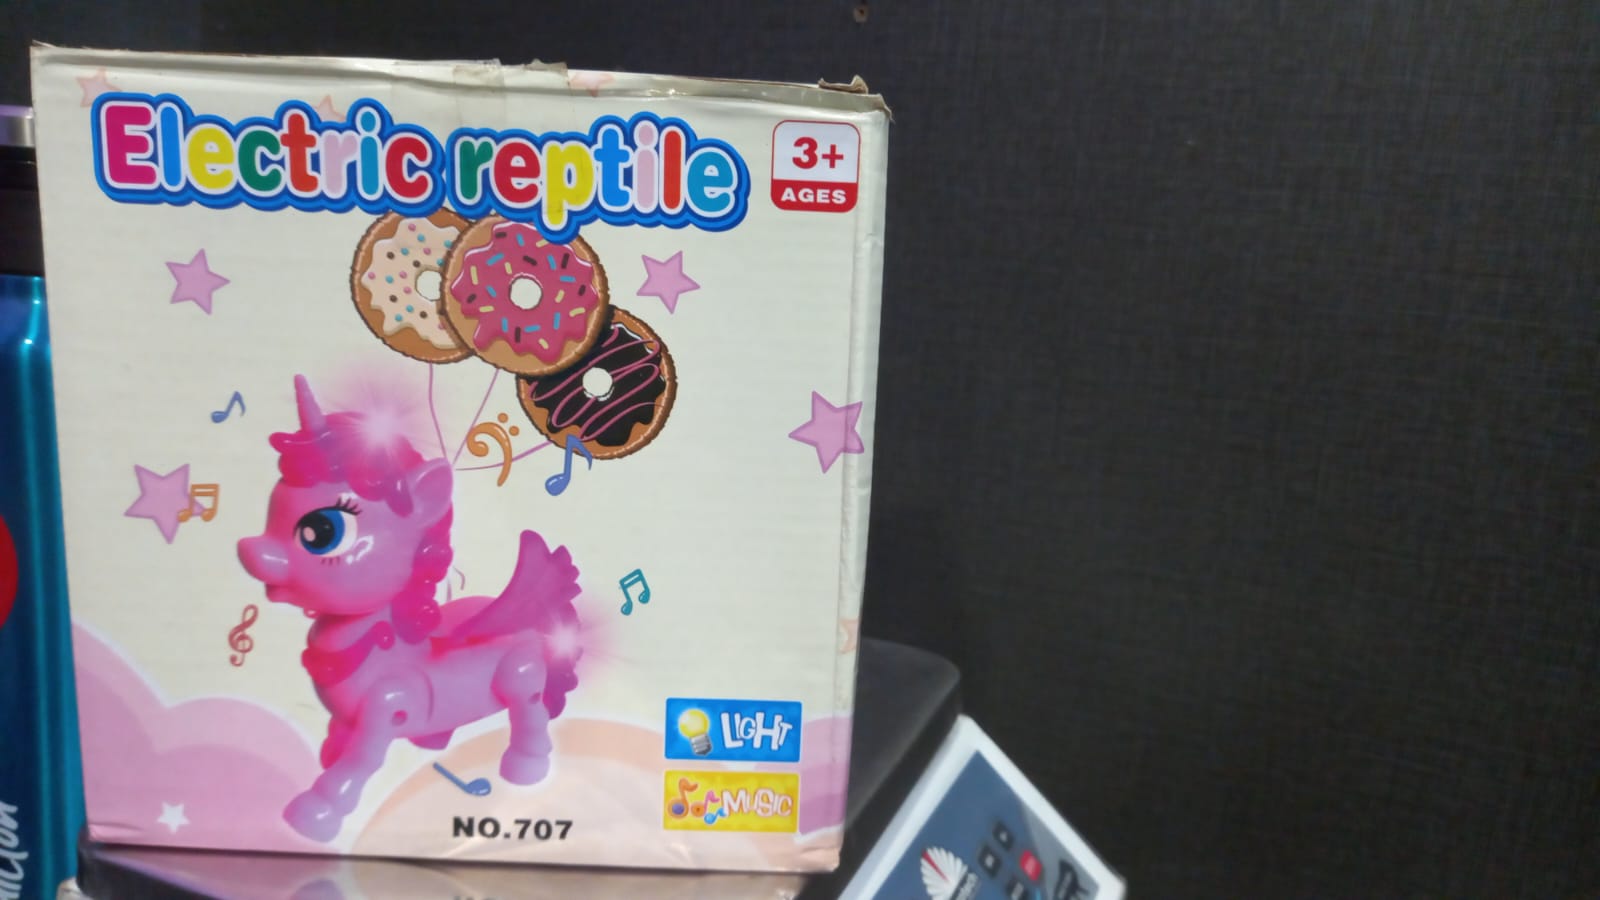 Electric reptile
3+
AGES
LIGHT
MUSIC
NO.707